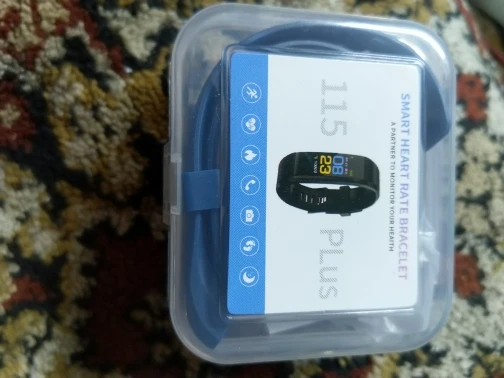 SMART HEART RATE BRACELET
A PARTNER TO MONITOR YOUR HEALTH
115 PLus
08
23